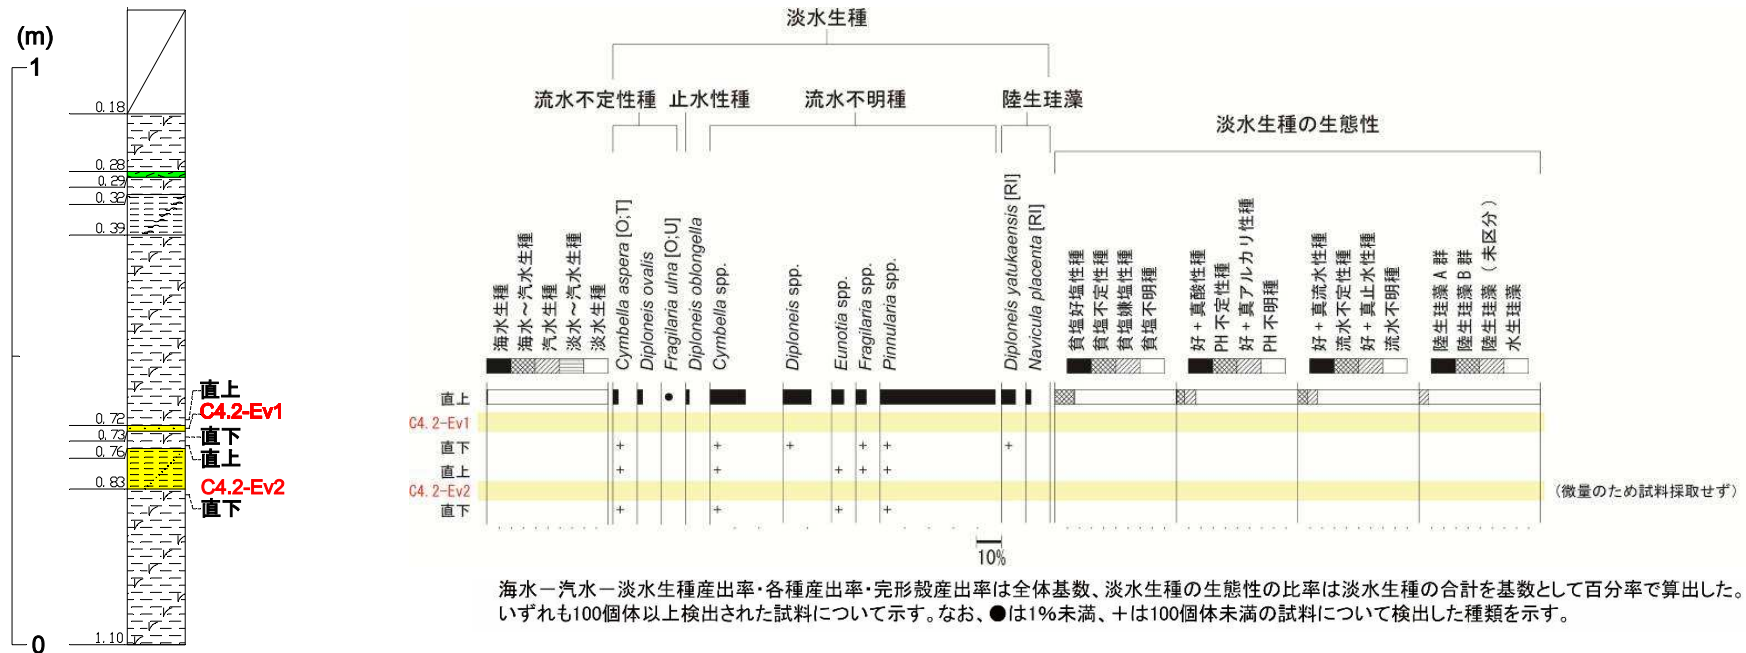 (m)
1
0
0.18
0.28
0.29
0.32
0.39
0.72
0.73
0.76
0.83
1.10
直上
C4.2-Ev1
直下
直上
C4.2-Ev2
直下
淡水生種
流水不定性種
止水性種
流水不明種
陸生珪藻
淡水生種の生態性
海水生種
海水~汽水生種
汽水生種
淡水~汽水生種
淡水生種
Cymbella aspera [O;T]
Diploneis ovalis
Fragilaria ulna [O;U]
Diploneis oblongella
Cymbella spp.
Diploneis spp.
Eunotia spp.
Fragilaria spp.
Pinnularia spp.
Diploneis yatukaensis [RI]
Navicula placenta [RI]
貧塩好塩性種
貧塩不定性種
貧塩嫌塩性種
貧塩不明種
好+真酸性種
PH 不定性種
好+真アルカリ性種
PH 不明種
好+真流水性種
流水不定性種
好+真止水性種
流水不明種
陸生珪藻 A 群
陸生珪藻 B 群
陸生珪藻(未区分)
水生珪藻
直上 ●
C4.2-Ev1
直下 + + + + + +
直上 + + + + +
C4.2-Ev2
(微量のため試料採取せず)
直下 + + + +
10%
海水-汽水-淡水生種産出率・各種産出率・完形殻産出率は全体基数、淡水生種の生態性の比率は淡水生種の合計を基数として百分率で算出した。
いずれも100個体以上検出された試料について示す。なお、●は1%未満、+は100個体未満の試料について検出した種類を示す。